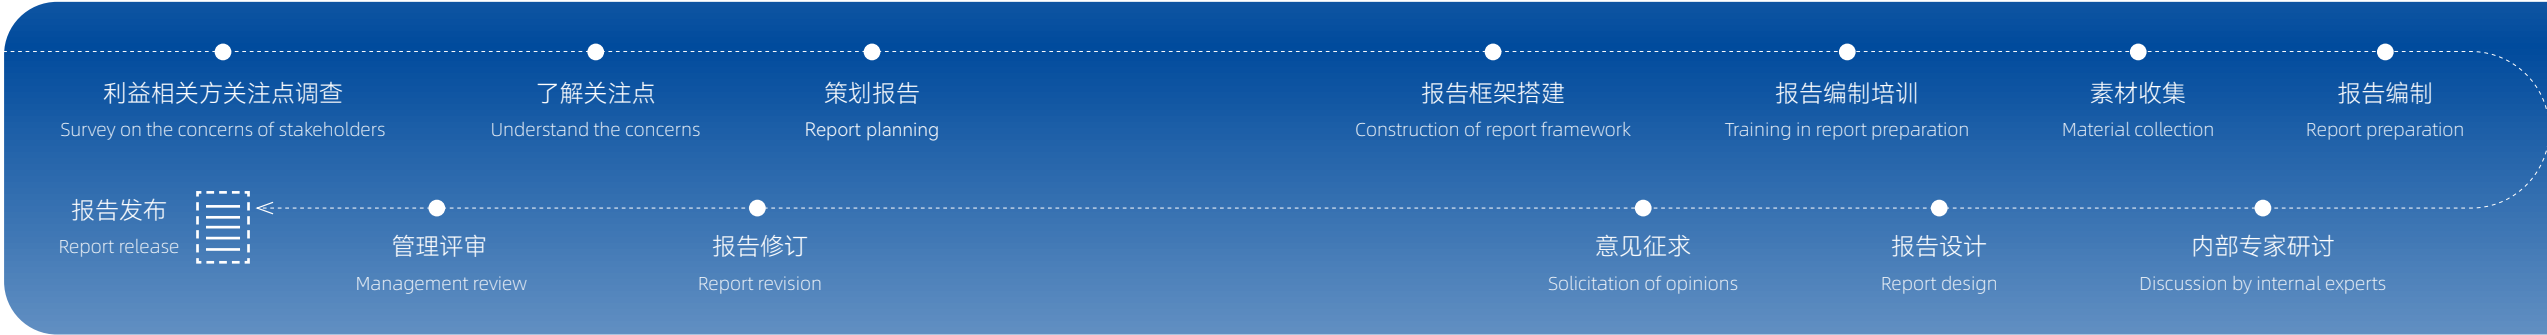 利益相关方关注点调查
Survey on the concerns of stakeholders
了解关注点
Understand the concerns
策划报告
Report planning
报告框架搭建
Construction of report framework
报告编制培训
Training in report preparation
素材收集
Material collection
报告编制
Report preparation
内部专家研讨
Discussion by internal experts
报告设计
Report design
意见征求
Solicitation of opinions
报告修订
Report revision
管理评审
Management review
报告发布
Report release